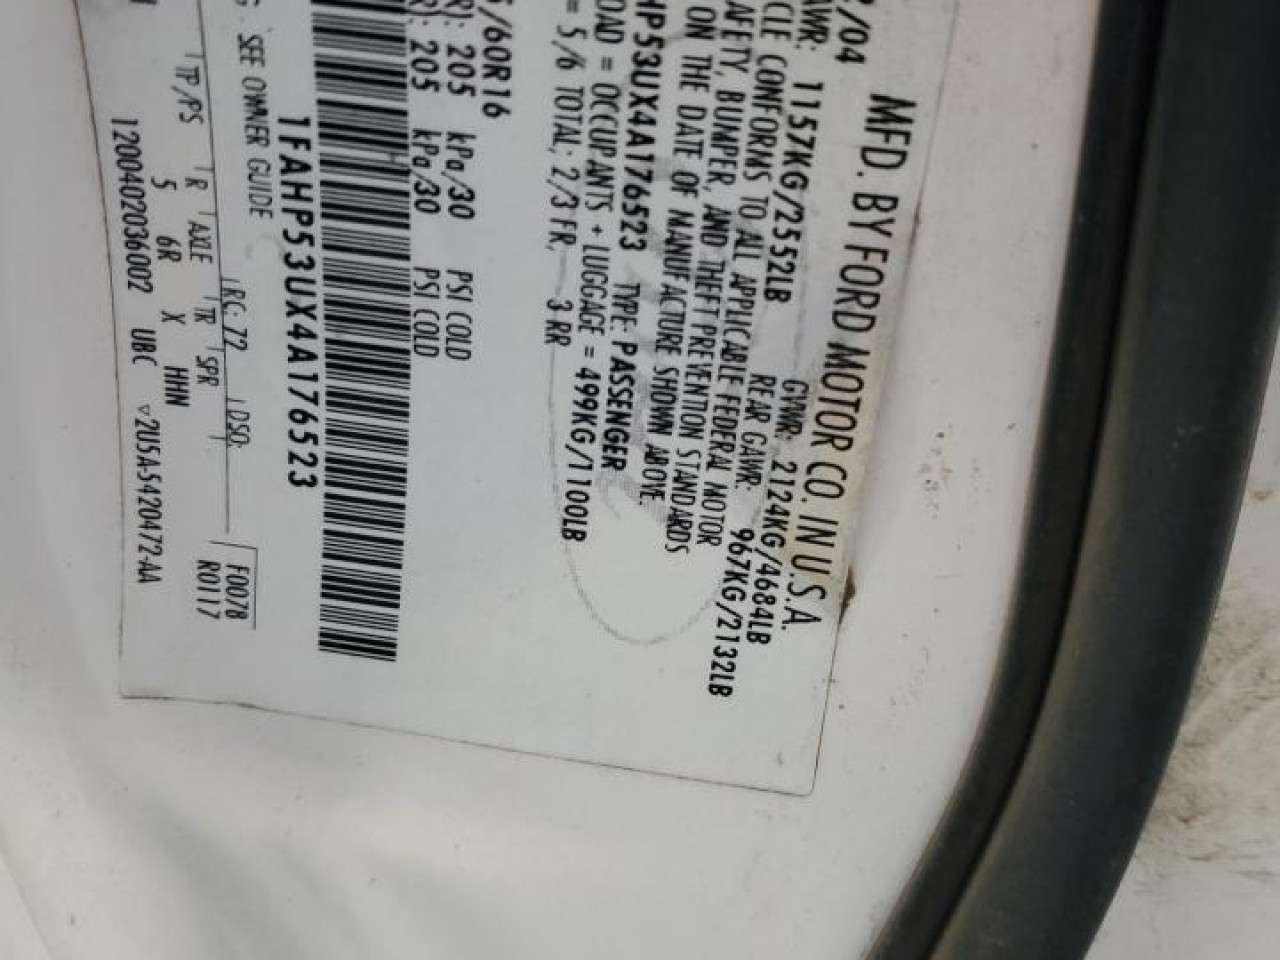 MFD. BY FORD MOTOR CO. IN U.S.A.
/04 GVWR: 2124KG/4684LB
1157KG/2552LB REAR GAWR: 967KG/2132LB
CONFORMS TO ALL APPLICABLE FEDERAL MOTOR
AFETY, BUMPER, AND THEFT PREVENTION STANDARDS
ON THE DATE OF MANUFACTURE SHOWN ABOVE.
HP53UX4A176523 TYPE: PASSENGER
OAD = OCCUPANTS + LUGGAGE = 499KG/1100LB
= 5/6 TOTAL; 2/3 FR, 3 RR
/60R16
205 kPa/30 PSI COLD
205 kPa/30 PSI COLD
1FAHP53UX4A176523
SEE OWNER GUIDE
RC: 72 DSO: F0078
R0117
TP/PS R AXLE TR SPR
5 6R X HHN
1200402036002 UBC ▽2U5A-5420472-AA